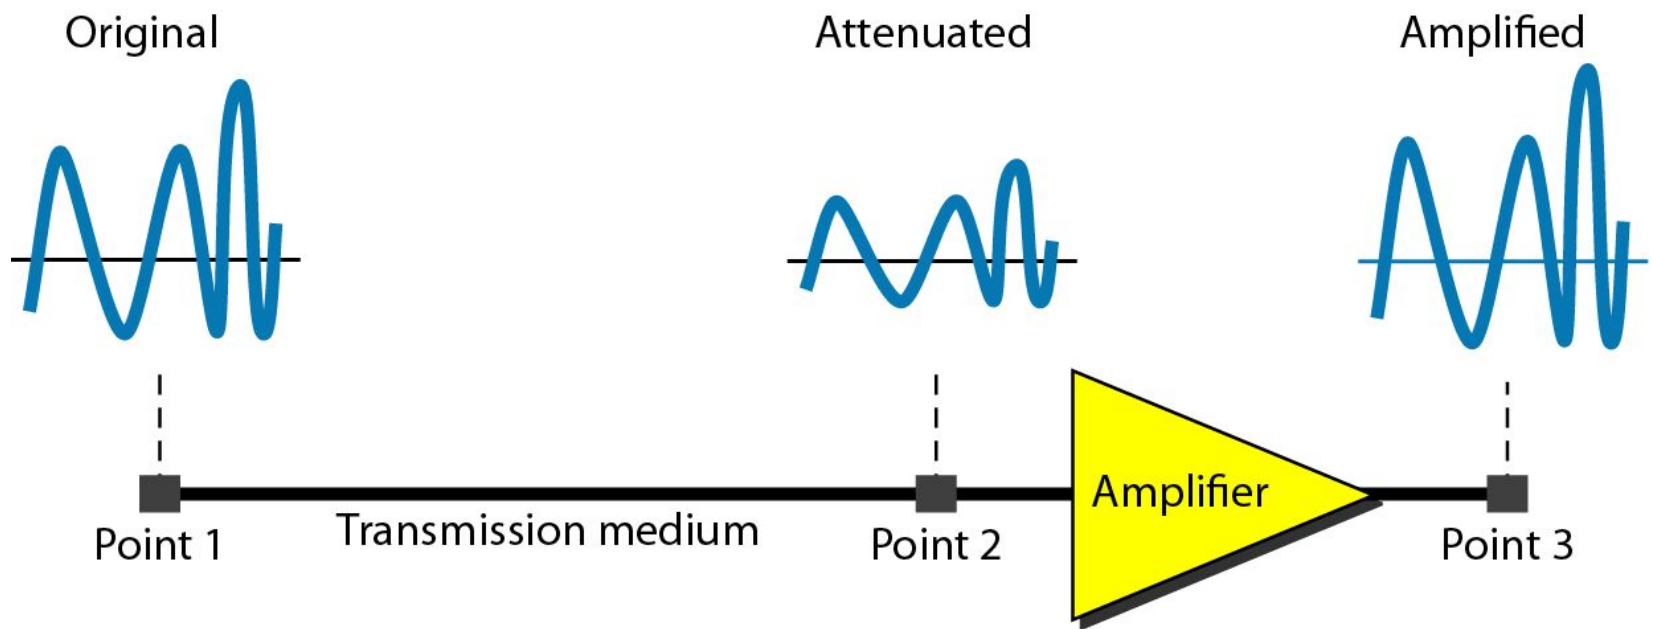 Original
Attenuated
Amplified
Amplifier
Transmission medium
Point 1
Point 2
Point 3